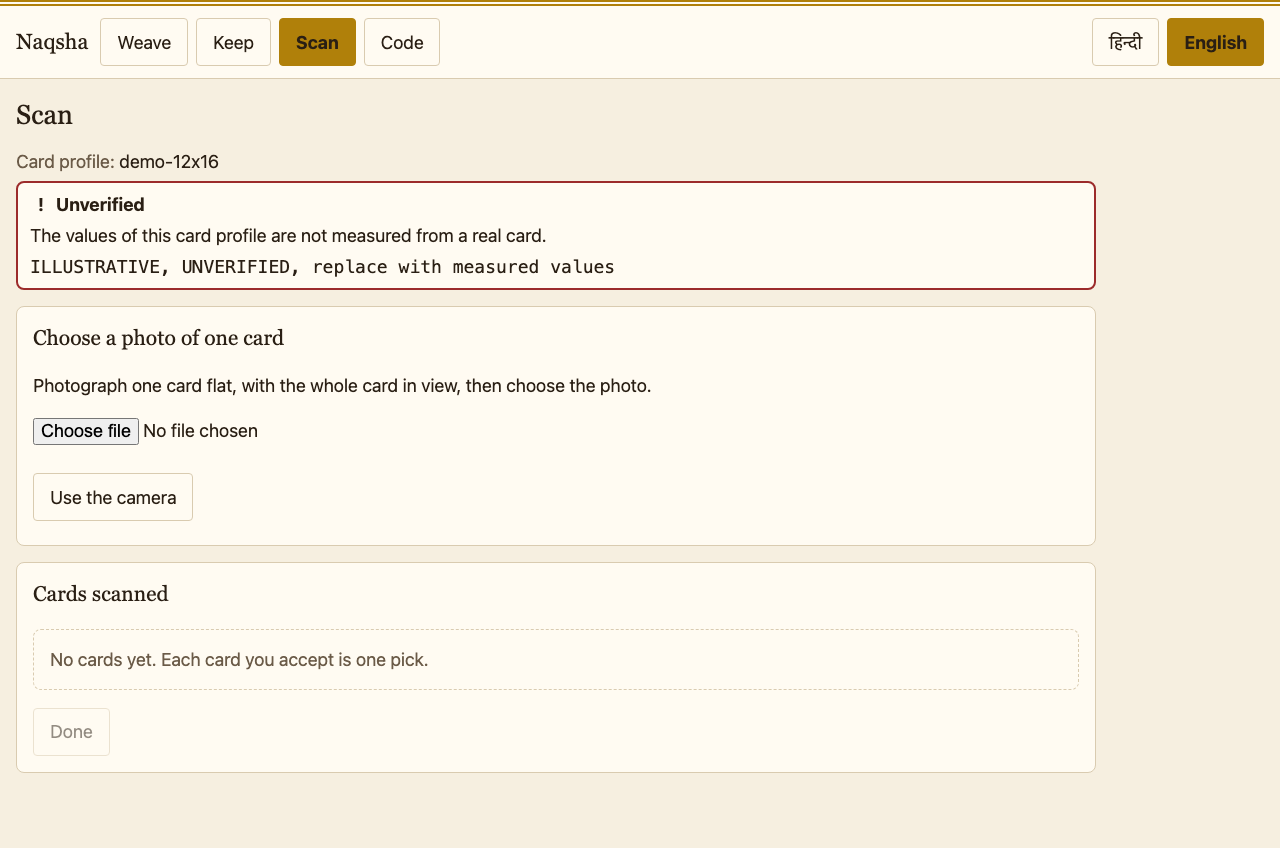 Naqsha Weave Keep Scan Code हिन्दी English
Scan
Card profile: demo-12x16
! Unverified
The values of this card profile are not measured from a real card.
ILLUSTRATIVE, UNVERIFIED, replace with measured values
Choose a photo of one card
Photograph one card flat, with the whole card in view, then choose the photo.
Choose file No file chosen
Use the camera
Cards scanned
No cards yet. Each card you accept is one pick.
Done